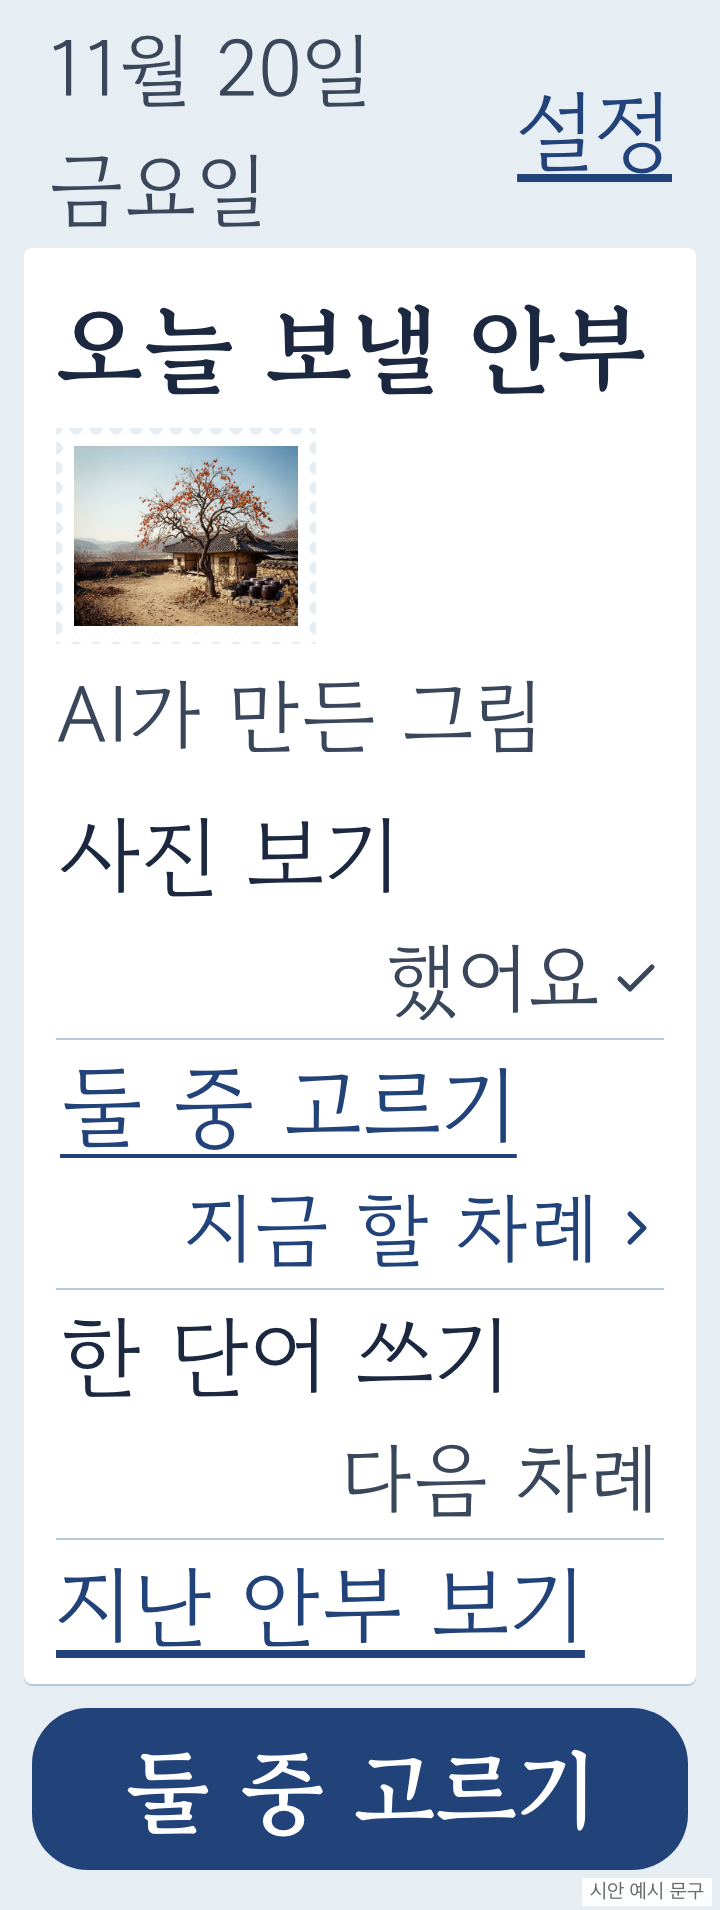 11월 20일
금요일
설정
오늘 보낼 안부
AI가 만든 그림
사진 보기
했어요
둘 중 고르기
지금 할 차례
한 단어 쓰기
다음 차례
지난 안부 보기
둘 중 고르기
시안 예시 문구